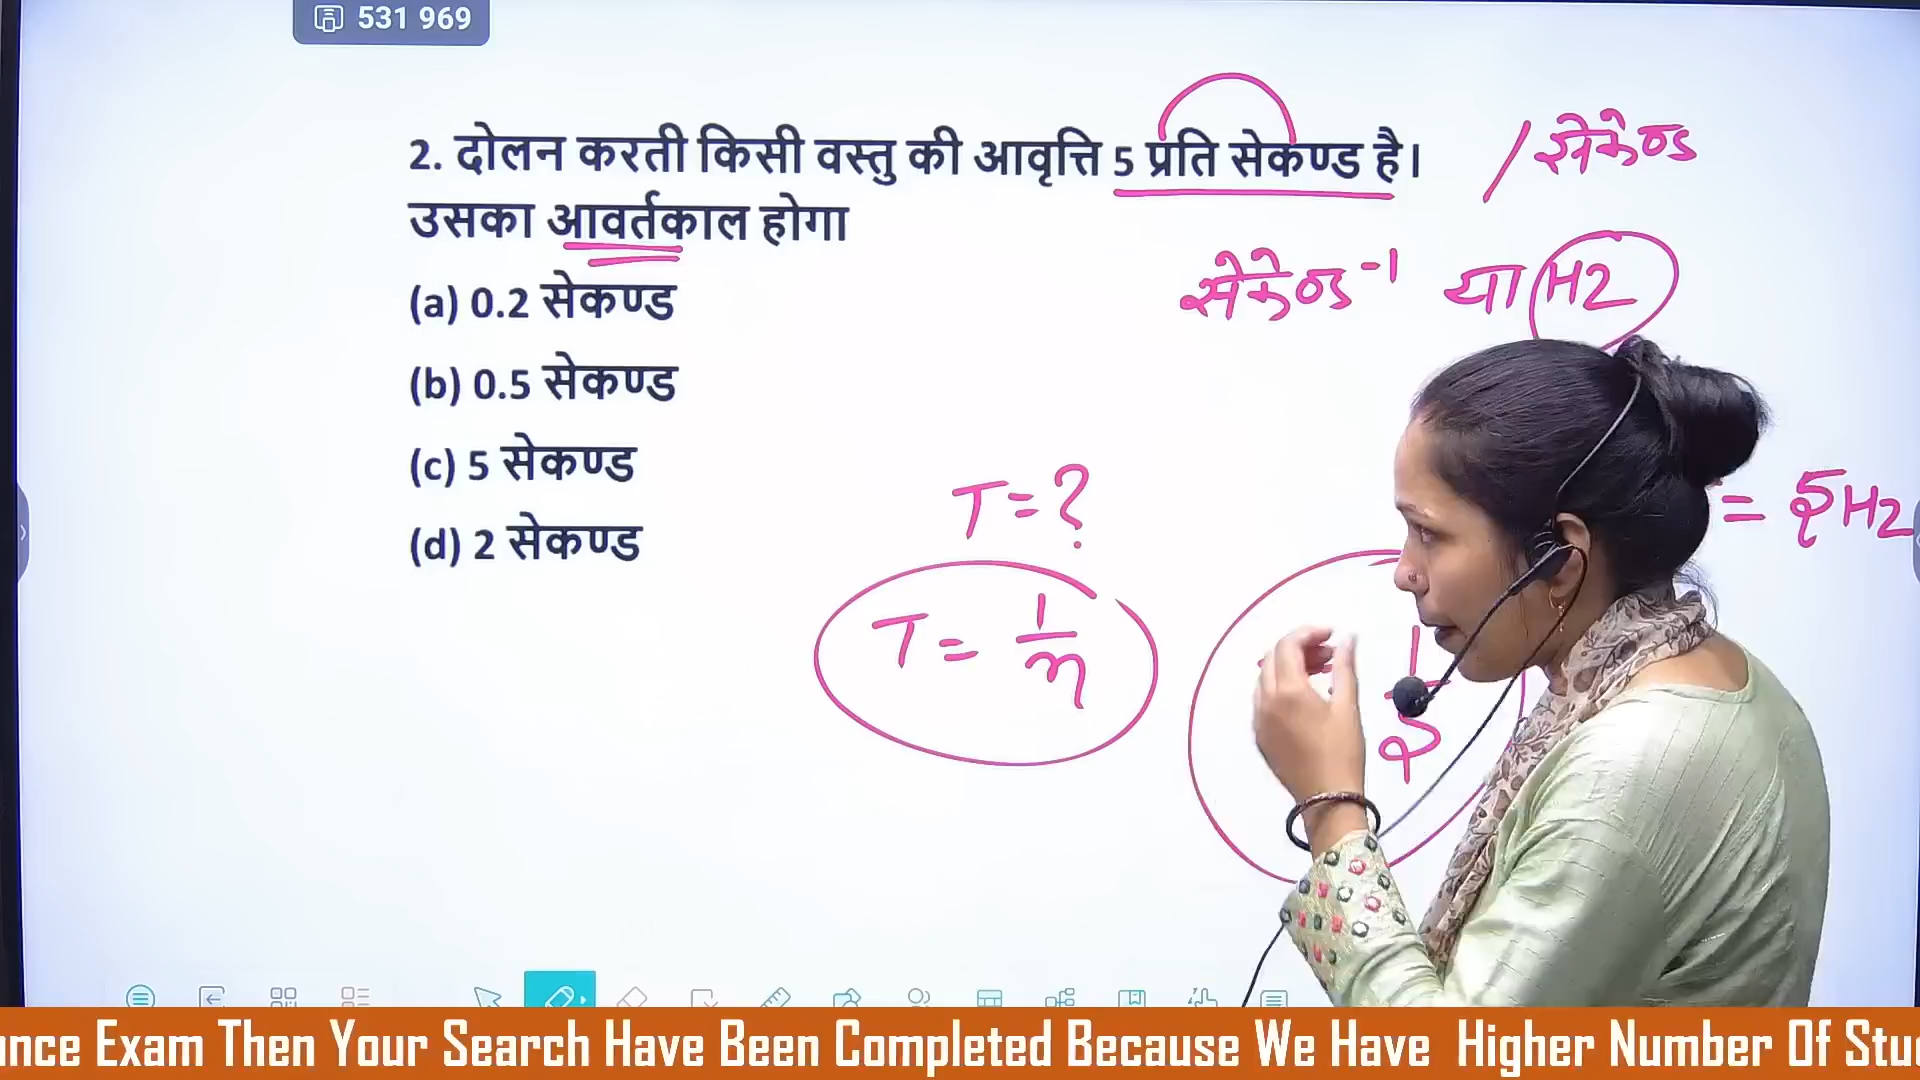 531 969
2. दोलन करती किसी वस्तु की आवृत्ति 5 प्रति सेकण्ड है।
उसका आवर्तकाल होगा
(a) 0.2 सेकण्ड
(b) 0.5 सेकण्ड
(c) 5 सेकण्ड
(d) 2 सेकण्ड
/सेकेण्ड
सेकेण्ड⁻¹ या HZ
= 5HZ
T = ?
T = 1/n
1/5
Exam Then Your Search Have Been Completed Because We Have Higher Number Of